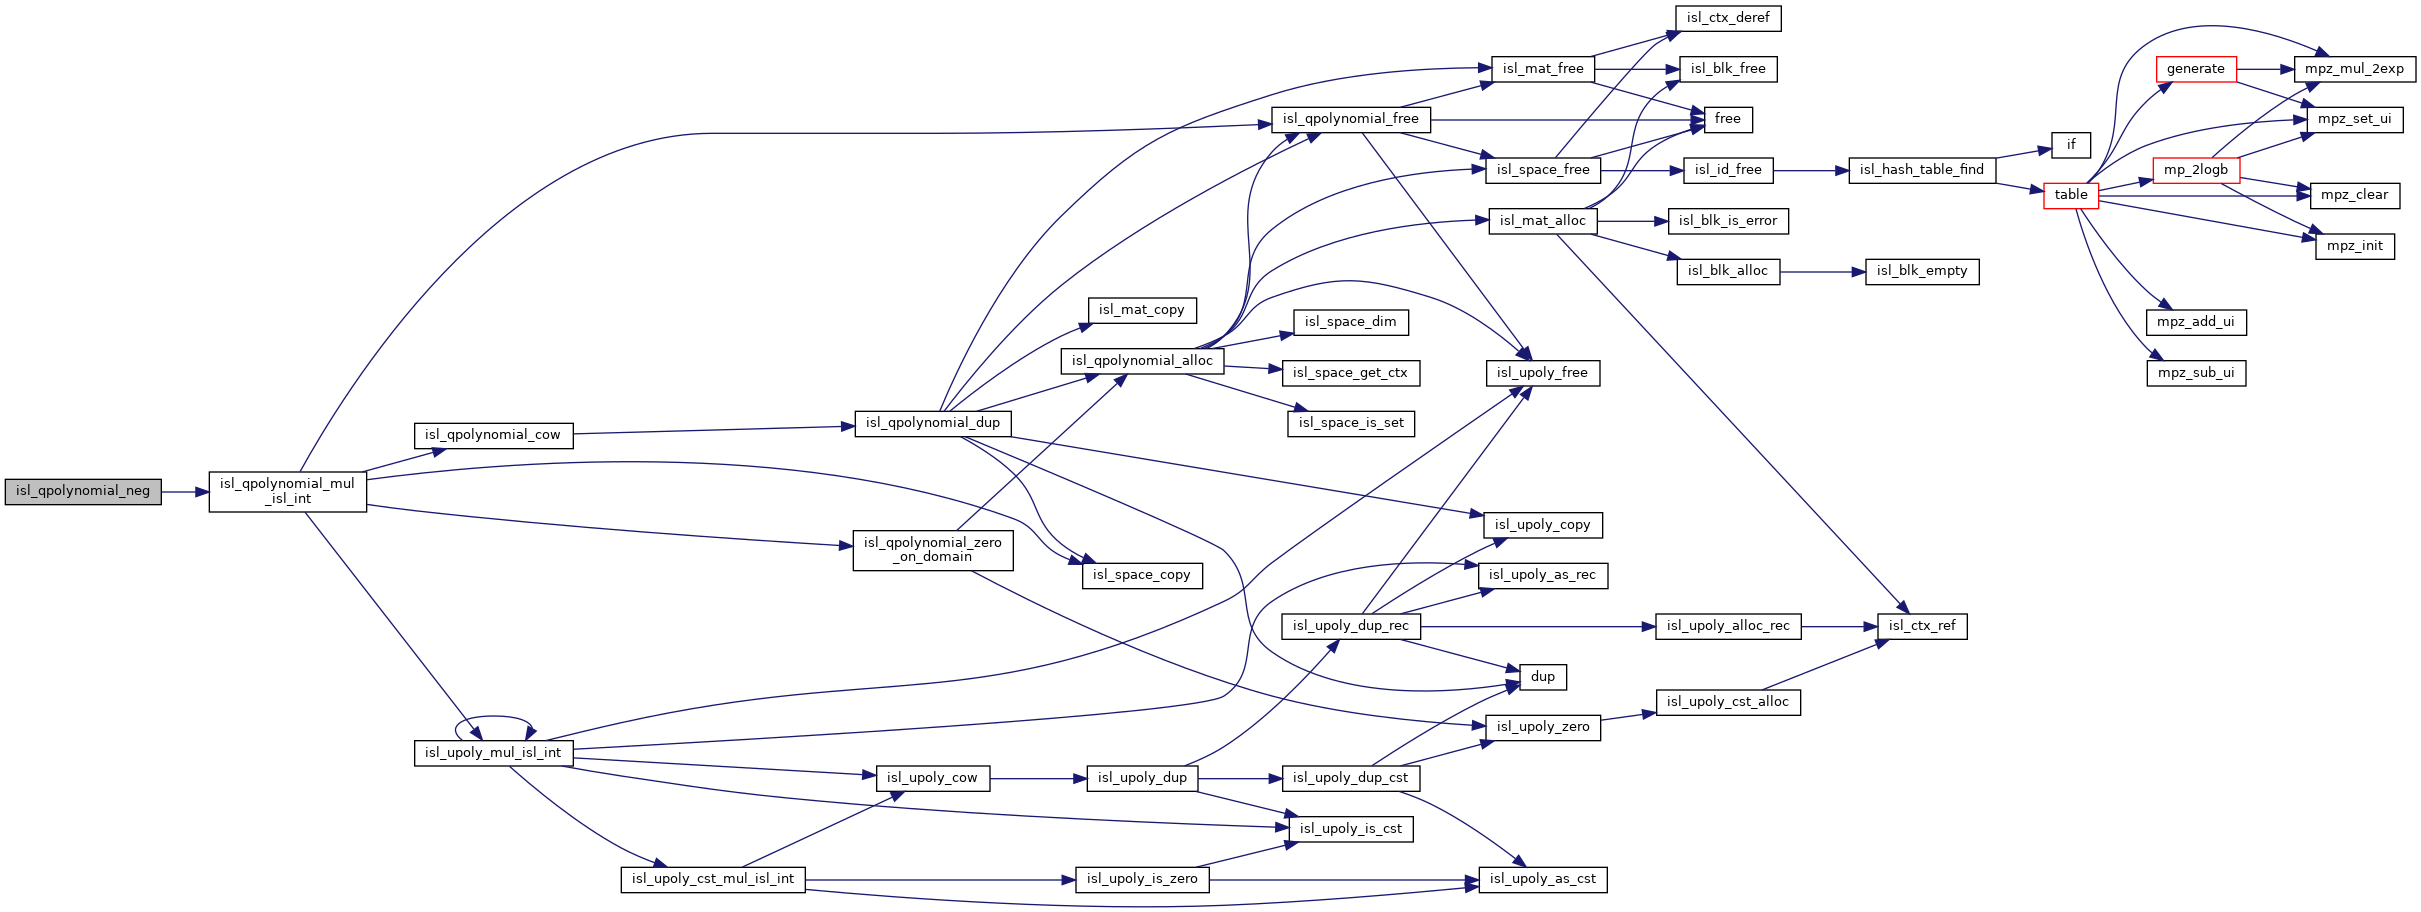 isl_qpolynomial_neg
isl_qpolynomial_mul
_isl_int
isl_qpolynomial_cow
isl_upoly_mul_isl_int
isl_upoly_cst_mul_isl_int
isl_qpolynomial_dup
isl_qpolynomial_zero
_on_domain
isl_upoly_cow
isl_mat_copy
isl_qpolynomial_alloc
isl_space_copy
isl_upoly_dup
isl_upoly_is_zero
isl_qpolynomial_free
isl_space_dim
isl_space_get_ctx
isl_space_is_set
isl_upoly_dup_rec
isl_upoly_dup_cst
isl_upoly_is_cst
isl_mat_free
isl_space_free
isl_mat_alloc
isl_upoly_free
isl_upoly_copy
isl_upoly_as_rec
dup
isl_upoly_zero
isl_upoly_as_cst
isl_ctx_deref
isl_blk_free
free
isl_id_free
isl_blk_is_error
isl_blk_alloc
isl_upoly_alloc_rec
isl_upoly_cst_alloc
isl_hash_table_find
isl_blk_empty
isl_ctx_ref
if
table
generate
mp_2logb
mpz_add_ui
mpz_sub_ui
mpz_mul_2exp
mpz_set_ui
mpz_clear
mpz_init